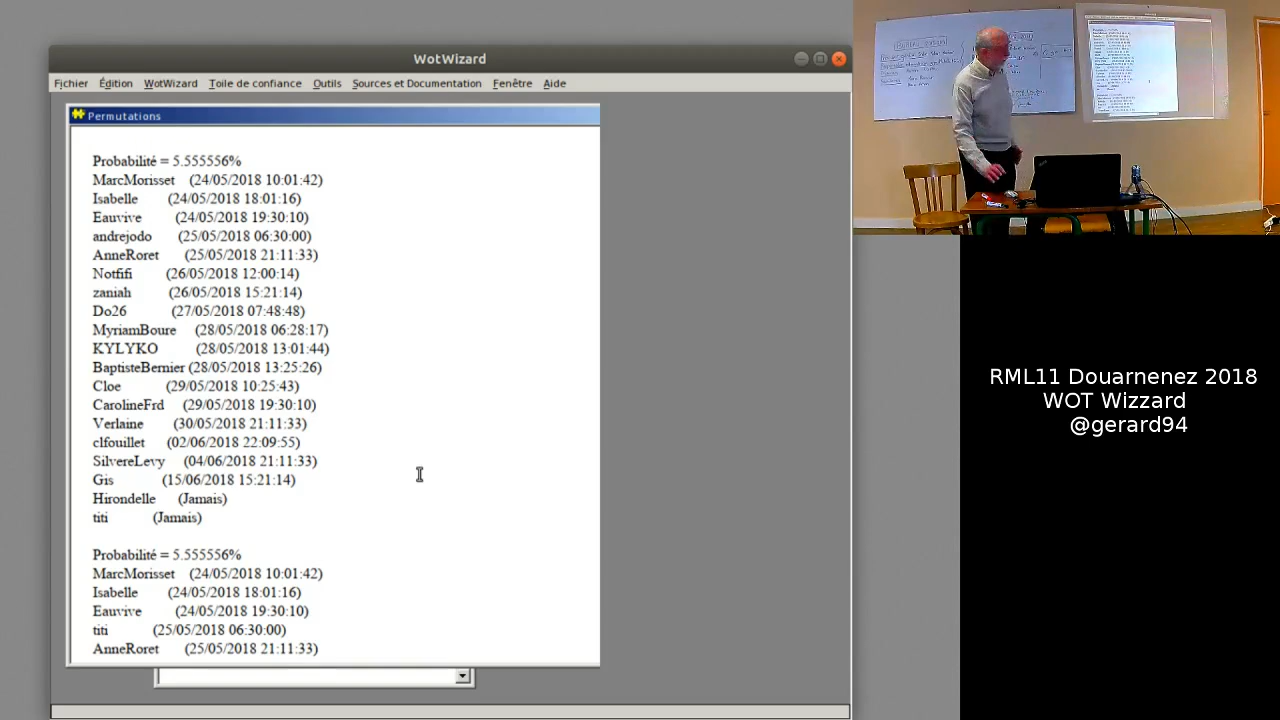 WotWizard
Fichier Édition WotWizard Toile de confiance Outils Sources et Documentation Fenêtre Aide
Permutations
Probabilité = 5.555556%
MarcMorisset (24/05/2018 10:01:42)
Isabelle (24/05/2018 18:01:16)
Eauvive (24/05/2018 19:30:10)
andrejodo (25/05/2018 06:30:00)
AnneRoret (25/05/2018 21:11:33)
Notfifi (26/05/2018 12:00:14)
zaniah (26/05/2018 15:21:14)
Do26 (27/05/2018 07:48:48)
MyriamBoure (28/05/2018 06:28:17)
KYLYKO (28/05/2018 13:01:44)
BaptisteBernier (28/05/2018 13:25:26)
Cloe (29/05/2018 10:25:43)
CarolineFrd (29/05/2018 19:30:10)
Verlaine (30/05/2018 21:11:33)
clfouillet (02/06/2018 22:09:55)
SilvereLevy (04/06/2018 21:11:33)
Gis (15/06/2018 15:21:14)
Hirondelle (Jamais)
titi (Jamais)
Probabilité = 5.555556%
MarcMorisset (24/05/2018 10:01:42)
Isabelle (24/05/2018 18:01:16)
Eauvive (24/05/2018 19:30:10)
titi (25/05/2018 06:30:00)
AnneRoret (25/05/2018 21:11:33)
RML11 Douarnenez 2018
WOT Wizzard
@gerard94